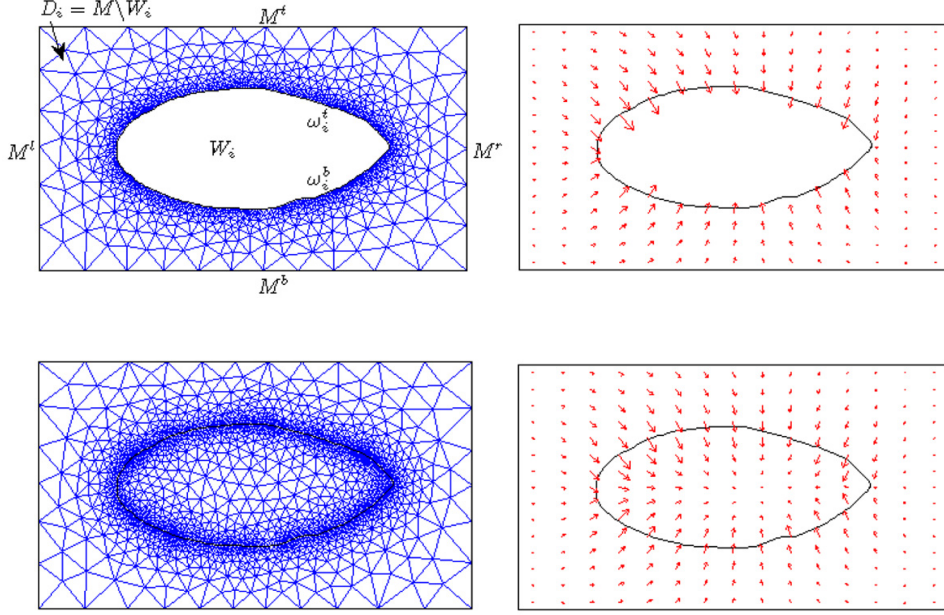 D_i = M\W_i
M^t
ω_i^t
M^l
W_i
M^r
ω_i^b
M^b